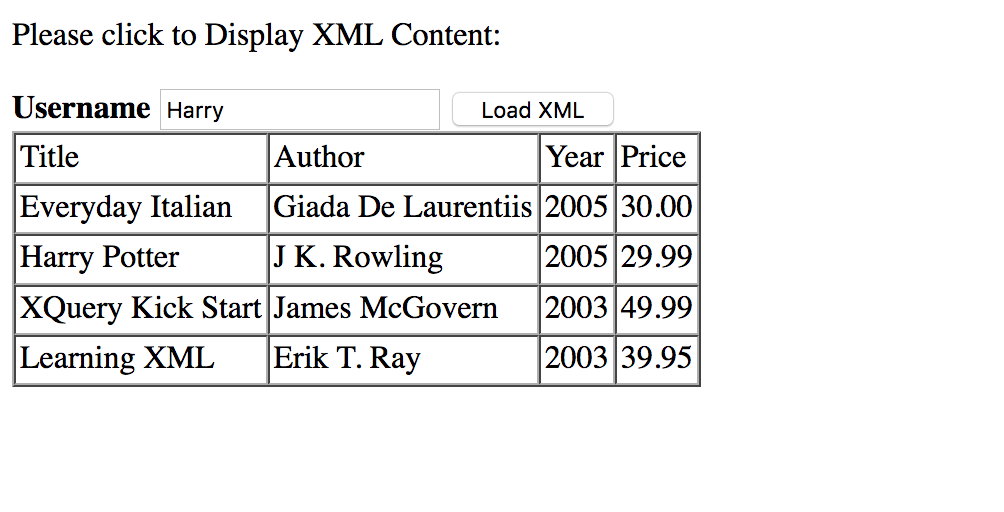 Please click to Display XML Content:
Username Harry Load XML
Title Author Year Price
Everyday Italian Giada De Laurentiis 2005 30.00
Harry Potter J K. Rowling 2005 29.99
XQuery Kick Start James McGovern 2003 49.99
Learning XML Erik T. Ray 2003 39.95